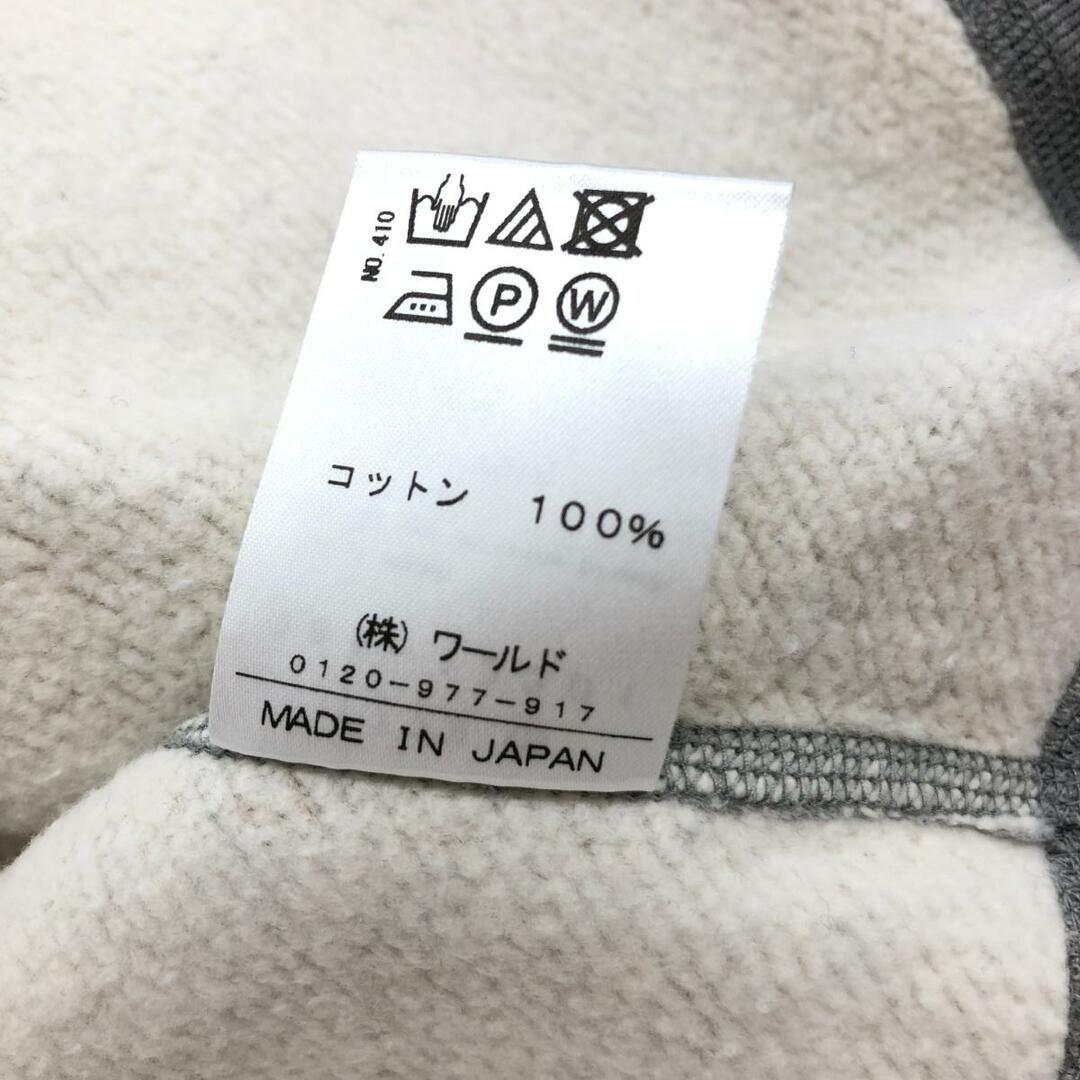 NO. 410
P W
コットン 100%
(株) ワールド
0120-977-917
MADE IN JAPAN